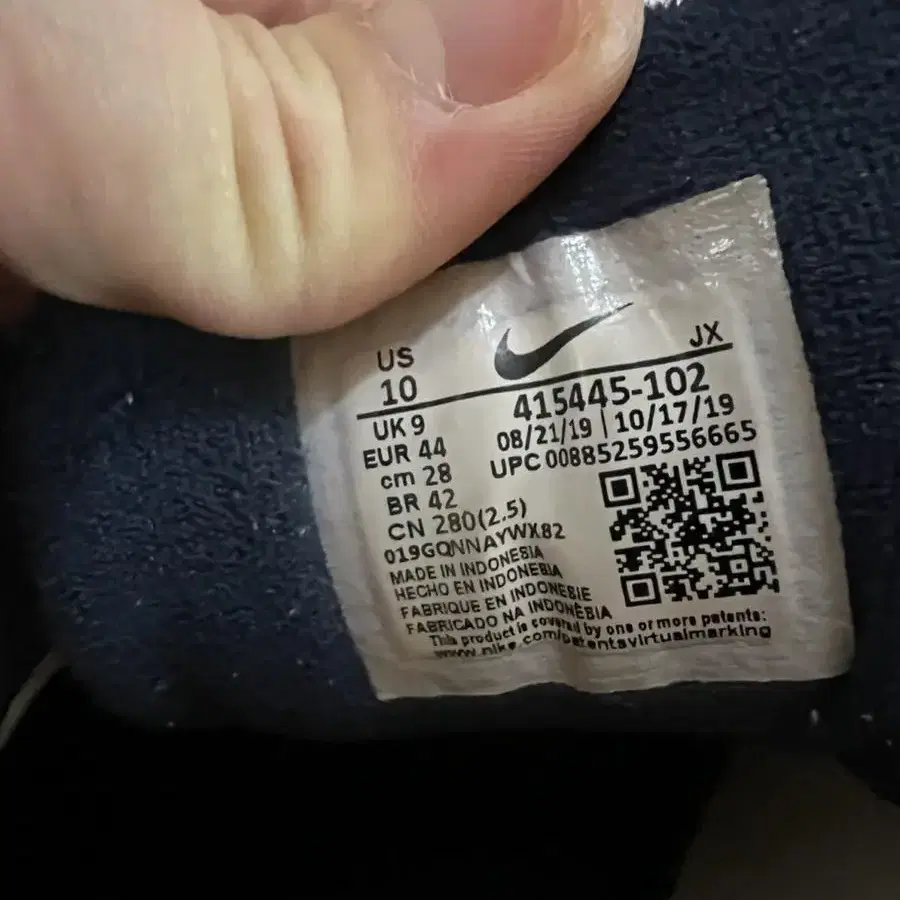 US
10
JX
415445-102
08/21/19 | 10/17/19
UPC 00885259556665
UK 9
EUR 44
cm 28
BR 42
CN 280(2.5)
019GQNNAYWX82
MADE IN INDONESIA
HECHO EN INDONESIA
FABRIQUE EN INDONESIE
FABRICADO NA INDONÉSIA
This product is covered by one or more patents:
www.nike.com/patentsvirtualmarking